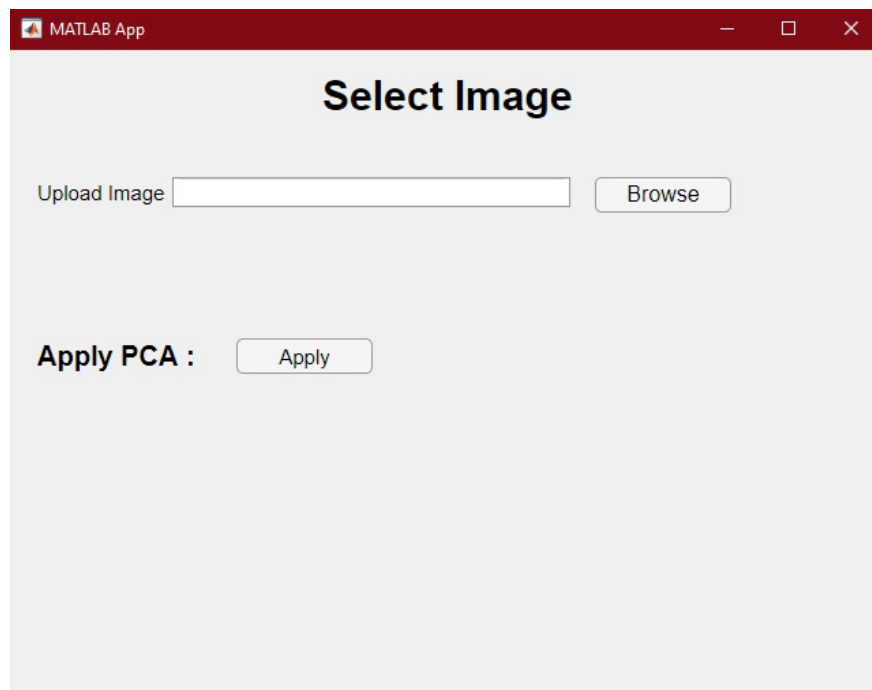 MATLAB App
Select Image
Upload Image Browse
Apply PCA : Apply